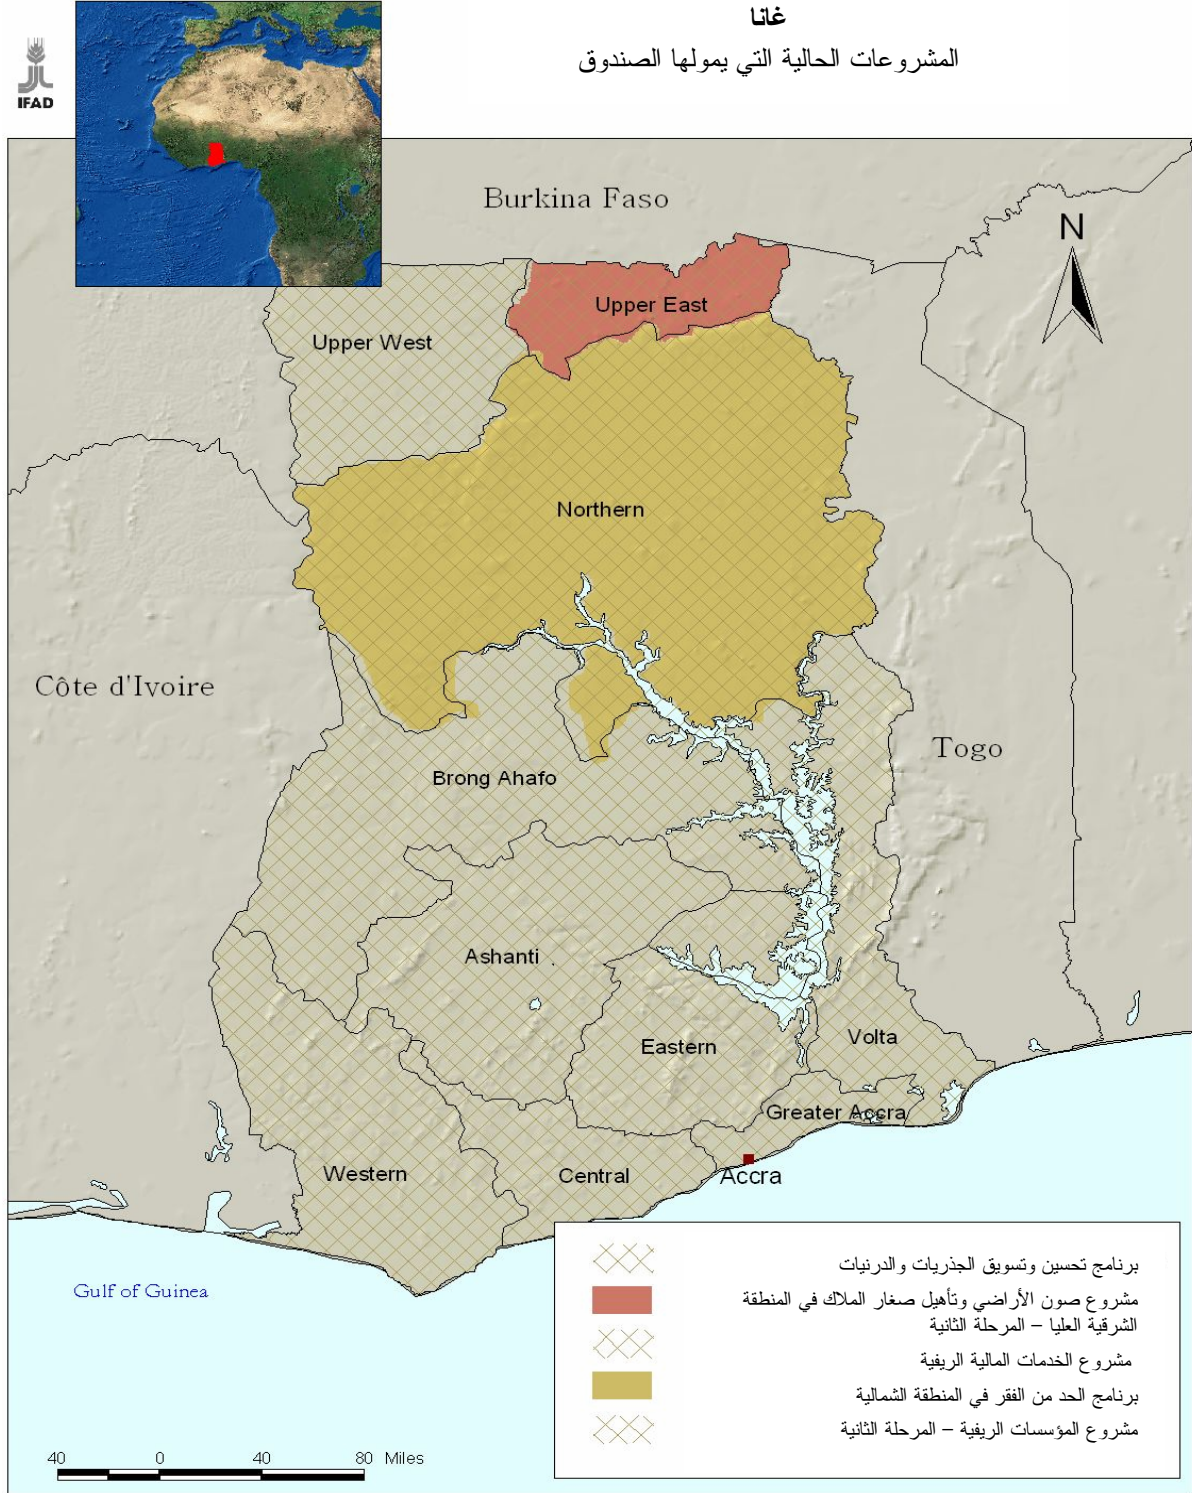 غانا
المشروعات الحالية التي يمولها الصندوق
IFAD
Burkina Faso
N
Upper East
Upper West
Northern
Côte d'Ivoire
Togo
Brong Ahafo
Ashanti
Eastern
Volta
Greater Accra
Western
Central
Accra
Gulf of Guinea
برنامج تحسين وتسويق الجذريات والدرنيات
مشروع صون الأراضي وتأهيل صغار الملاك في المنطقة
الشرقية العليا – المرحلة الثانية
مشروع الخدمات المالية الريفية
برنامج الحد من الفقر في المنطقة الشمالية
مشروع المؤسسات الريفية – المرحلة الثانية
40 0 40 80 Miles